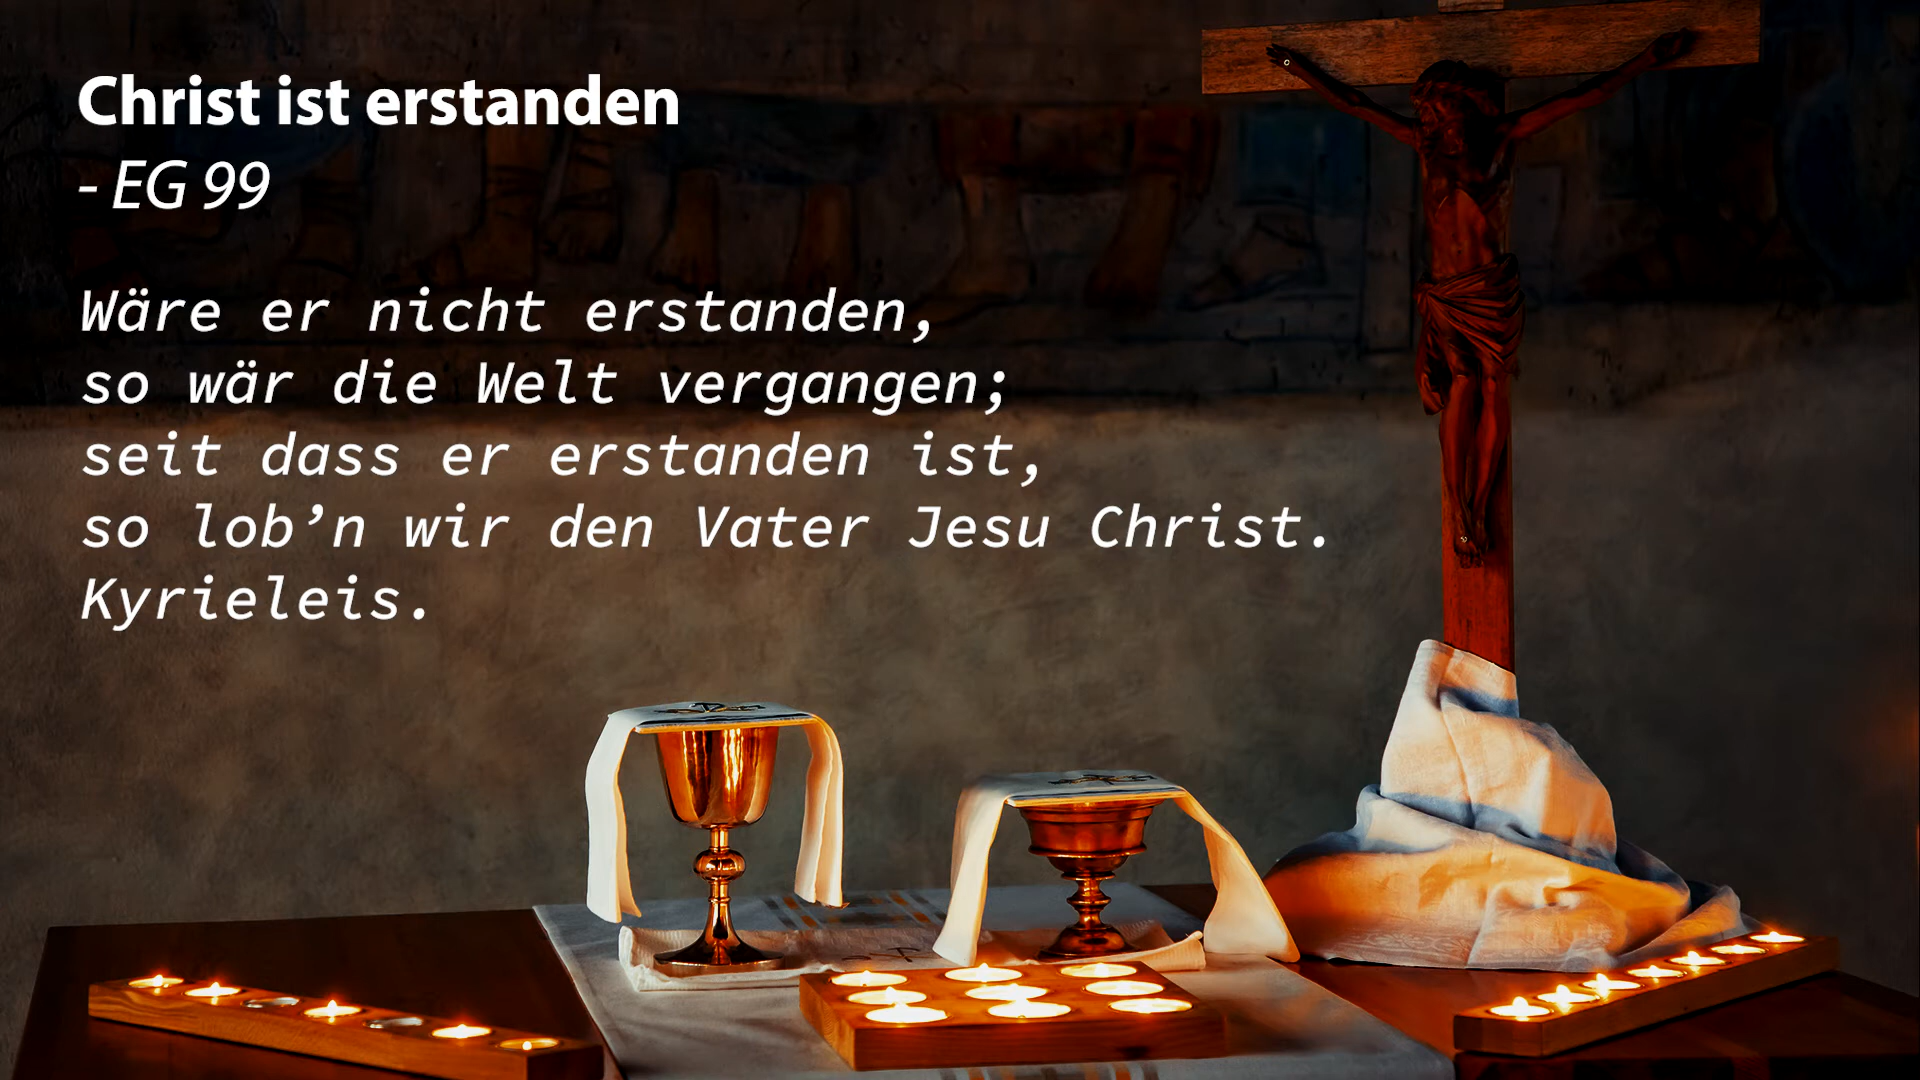 Christ ist erstanden
- EG 99
Wäre er nicht erstanden,
so wär die Welt vergangen;
seit dass er erstanden ist,
so lob’n wir den Vater Jesu Christ.
Kyrieleis.